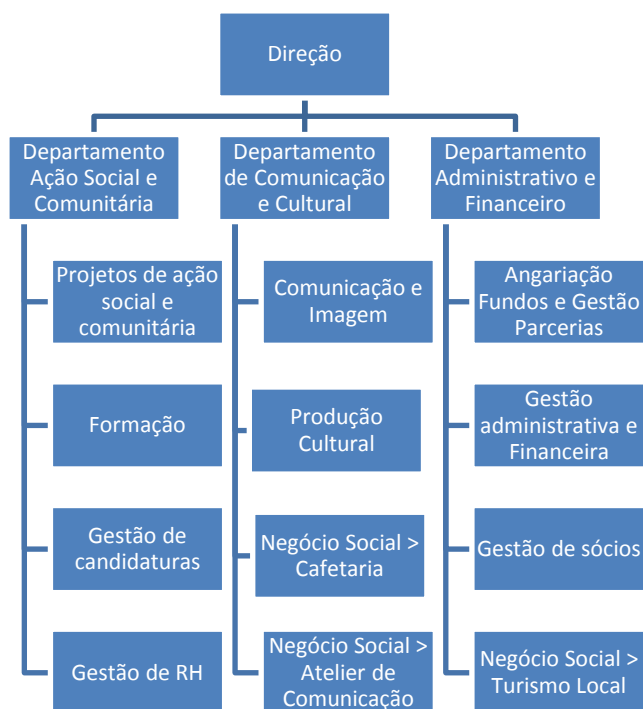 Direção
Departamento
Ação Social e
Comunitária
Departamento
de Comunicação
e Cultural
Departamento
Administrativo e
Financeiro
Projetos de ação
social e
comunitária
Comunicação e
Imagem
Angariação
Fundos e Gestão
Parcerias
Formação
Produção
Cultural
Gestão
administrativa e
Financeira
Gestão de
candidaturas
Negócio Social >
Cafetaria
Gestão de sócios
Gestão de RH
Negócio Social >
Atelier de
Comunicação
Negócio Social >
Turismo Local